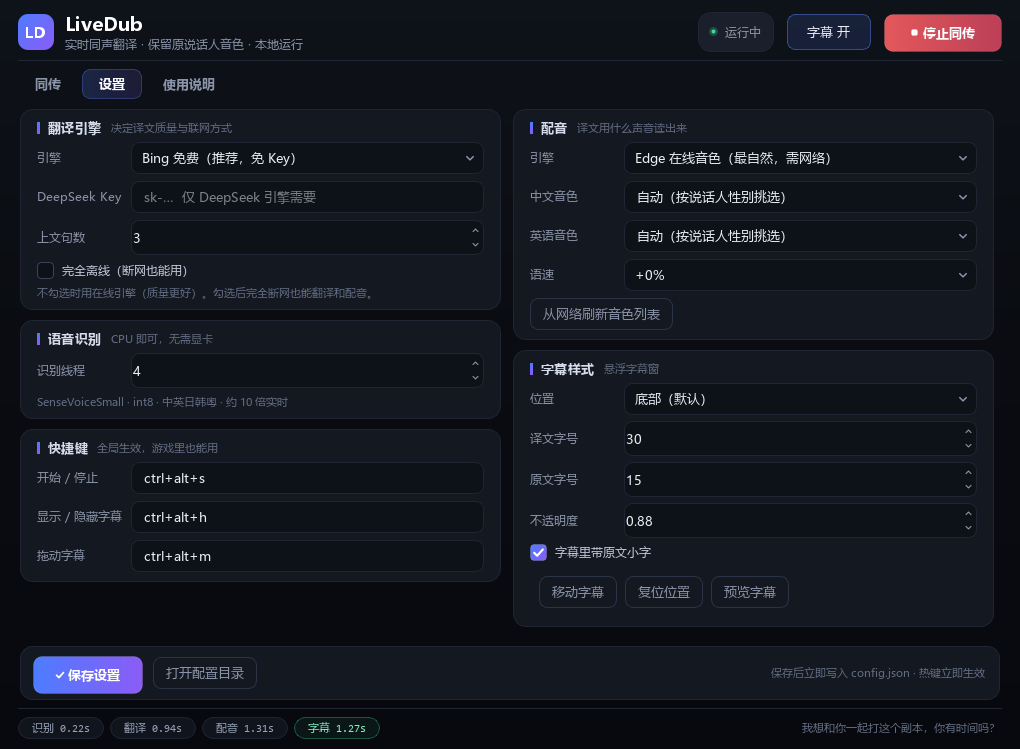 LD
LiveDub
实时同声翻译 · 保留原说话人音色 · 本地运行
运行中
字幕 开
停止同传
同传
设置
使用说明
翻译引擎 决定译文质量与联网方式
引擎 Bing 免费（推荐，免 Key）
DeepSeek Key sk-... 仅 DeepSeek 引擎需要
上文句数 3
完全离线（断网也能用）
不勾选时用在线引擎（质量更好）。勾选后完全断网也能翻译和配音。
语音识别 CPU 即可，无需显卡
识别线程 4
SenseVoiceSmall · int8 · 中英日韩粤 · 约 10 倍实时
快捷键 全局生效，游戏里也能用
开始 / 停止 ctrl+alt+s
显示 / 隐藏字幕 ctrl+alt+h
拖动字幕 ctrl+alt+m
配音 译文用什么声音读出来
引擎 Edge 在线音色（最自然，需网络）
中文音色 自动（按说话人性别挑选）
英语音色 自动（按说话人性别挑选）
语速 +0%
从网络刷新音色列表
字幕样式 悬浮字幕窗
位置 底部（默认）
译文字号 30
原文字号 15
不透明度 0.88
字幕里带原文小字
移动字幕
复位位置
预览字幕
保存设置
打开配置目录
保存后立即写入 config.json · 热键立即生效
识别 0.22s
翻译 0.94s
配音 1.31s
字幕 1.27s
我想和你一起打这个副本，你有时间吗?